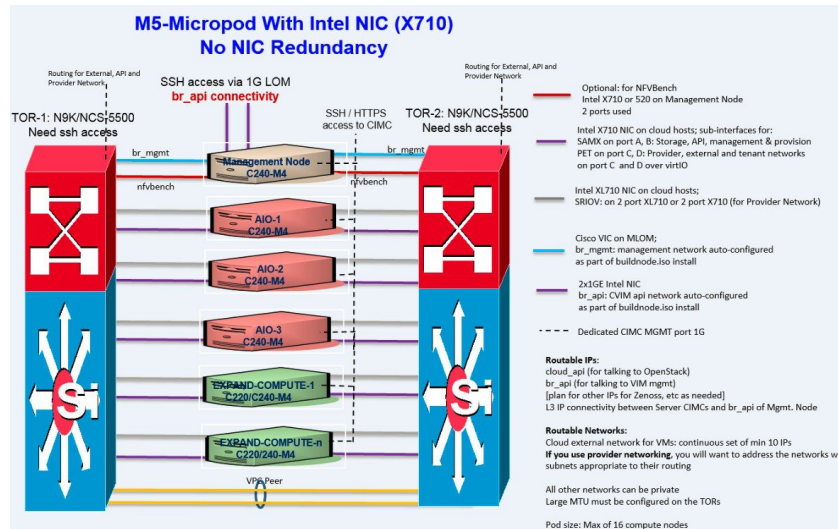 M5-Micropod With Intel NIC (X710)
No NIC Redundancy
Routing for External, API and
Provider Network
SSH access via 1G LOM
br_api connectivity
Routing for External, API and
Provider Network
TOR-1: N9K/NCS-5500
Need ssh access
SSH / HTTPS
access to CIMC
TOR-2: N9K/NCS-5500
Need ssh access
br_mgmt
br_mgmt
Management Node
C240-M4
nfvbench
nfvbench
AIO-1
C240-M4
AIO-2
C240-M4
AIO-3
C240-M4
EXPAND-COMPUTE-1
C220/C240-M4
EXPAND-COMPUTE-n
C220/240-M4
Si
Si
VPC Peer
Optional: for NFVBench
Intel X710 or 520 on Management Node
2 ports used
Intel X710 NIC on cloud hosts; sub-interfaces for:
SAMX on port A, B: Storage, API, management & provision
PET on port C, D: Provider, external and tenant networks
on port C and D over virtIO
Intel XL710 NIC on cloud hosts;
SRIOV: on 2 port XL710 or 2 port X710 (for Provider Network)
Cisco VIC on MLOM;
br_mgmt: management network auto-configured
as part of buildnode.iso install
2x1GE Intel NIC
br_api: CVIM api network auto-configured
as part of buildnode.iso install
Dedicated CIMC MGMT port 1G
Routable IPs:
cloud_api (for talking to OpenStack)
br_api (for talking to VIM mgmt)
[plan for other IPs for Zenoss, etc as needed]
L3 IP connectivity between Server CIMCs and br_api of Mgmt. Node
Routable Networks:
Cloud external network for VMs: continuous set of min 10 IPs
If you use provider networking, you will want to address the networks w
subnets appropriate to their routing
All other networks can be private
Large MTU must be configured on the TORs
Pod size: Max of 16 compute nodes